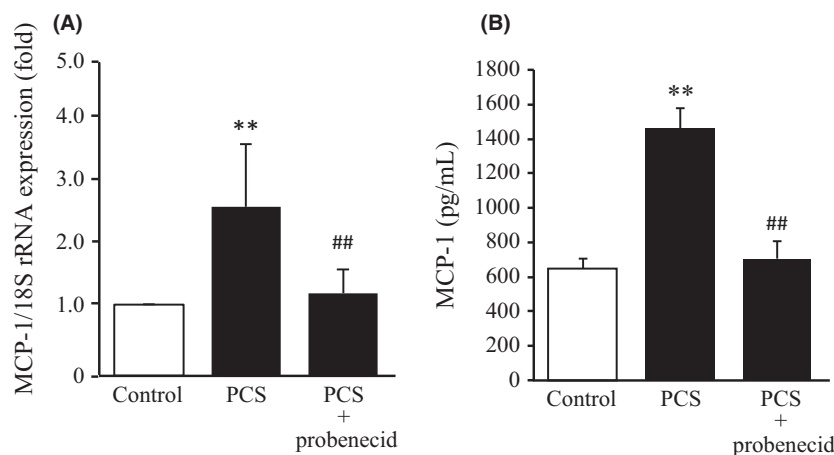 (A)
MCP-1/18S rRNA expression (fold)
5.0
4.0
3.0
2.0
1.0
0
**
##
Control
PCS
PCS
+
probenecid
(B)
MCP-1 (pg/mL)
1800
1600
1400
1200
1000
800
600
400
200
0
**
##
Control
PCS
PCS
+
probenecid